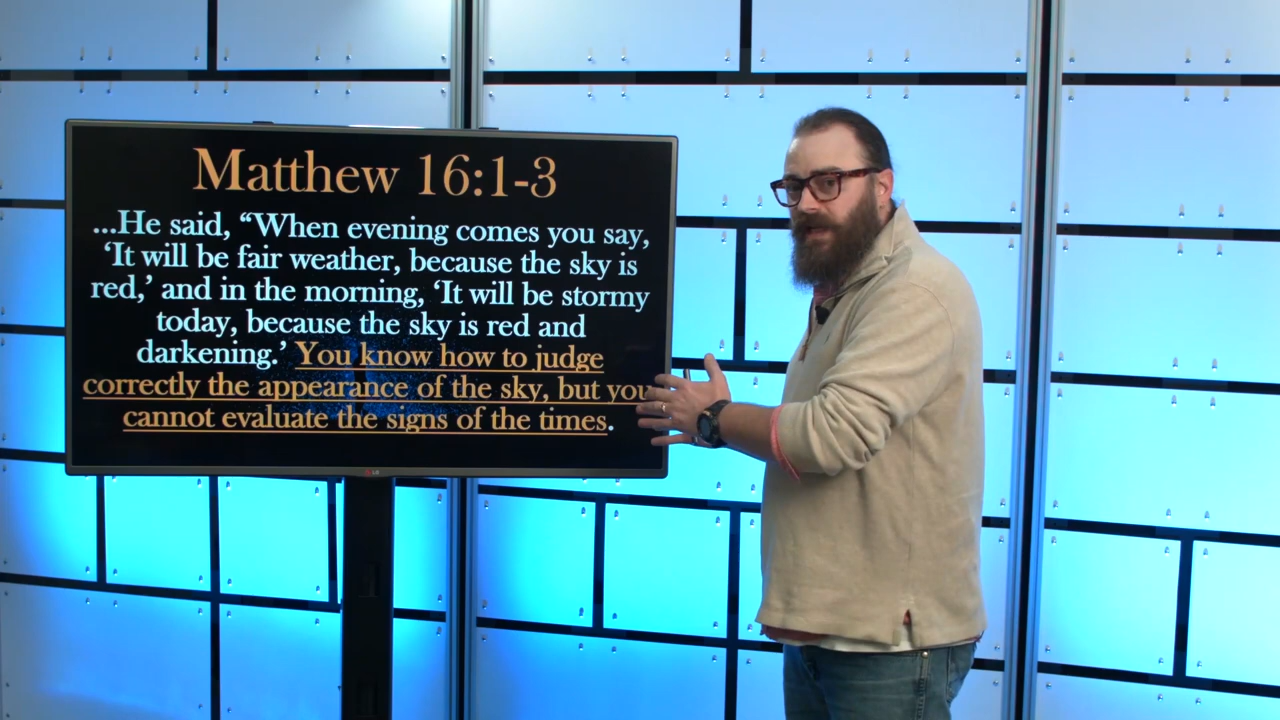 Matthew 16:1-3
...He said, “When evening comes you say,
‘It will be fair weather, because the sky is
red,’ and in the morning, ‘It will be stormy
today, because the sky is red and
darkening.’ You know how to judge
correctly the appearance of the sky, but you
cannot evaluate the signs of the times.
LG